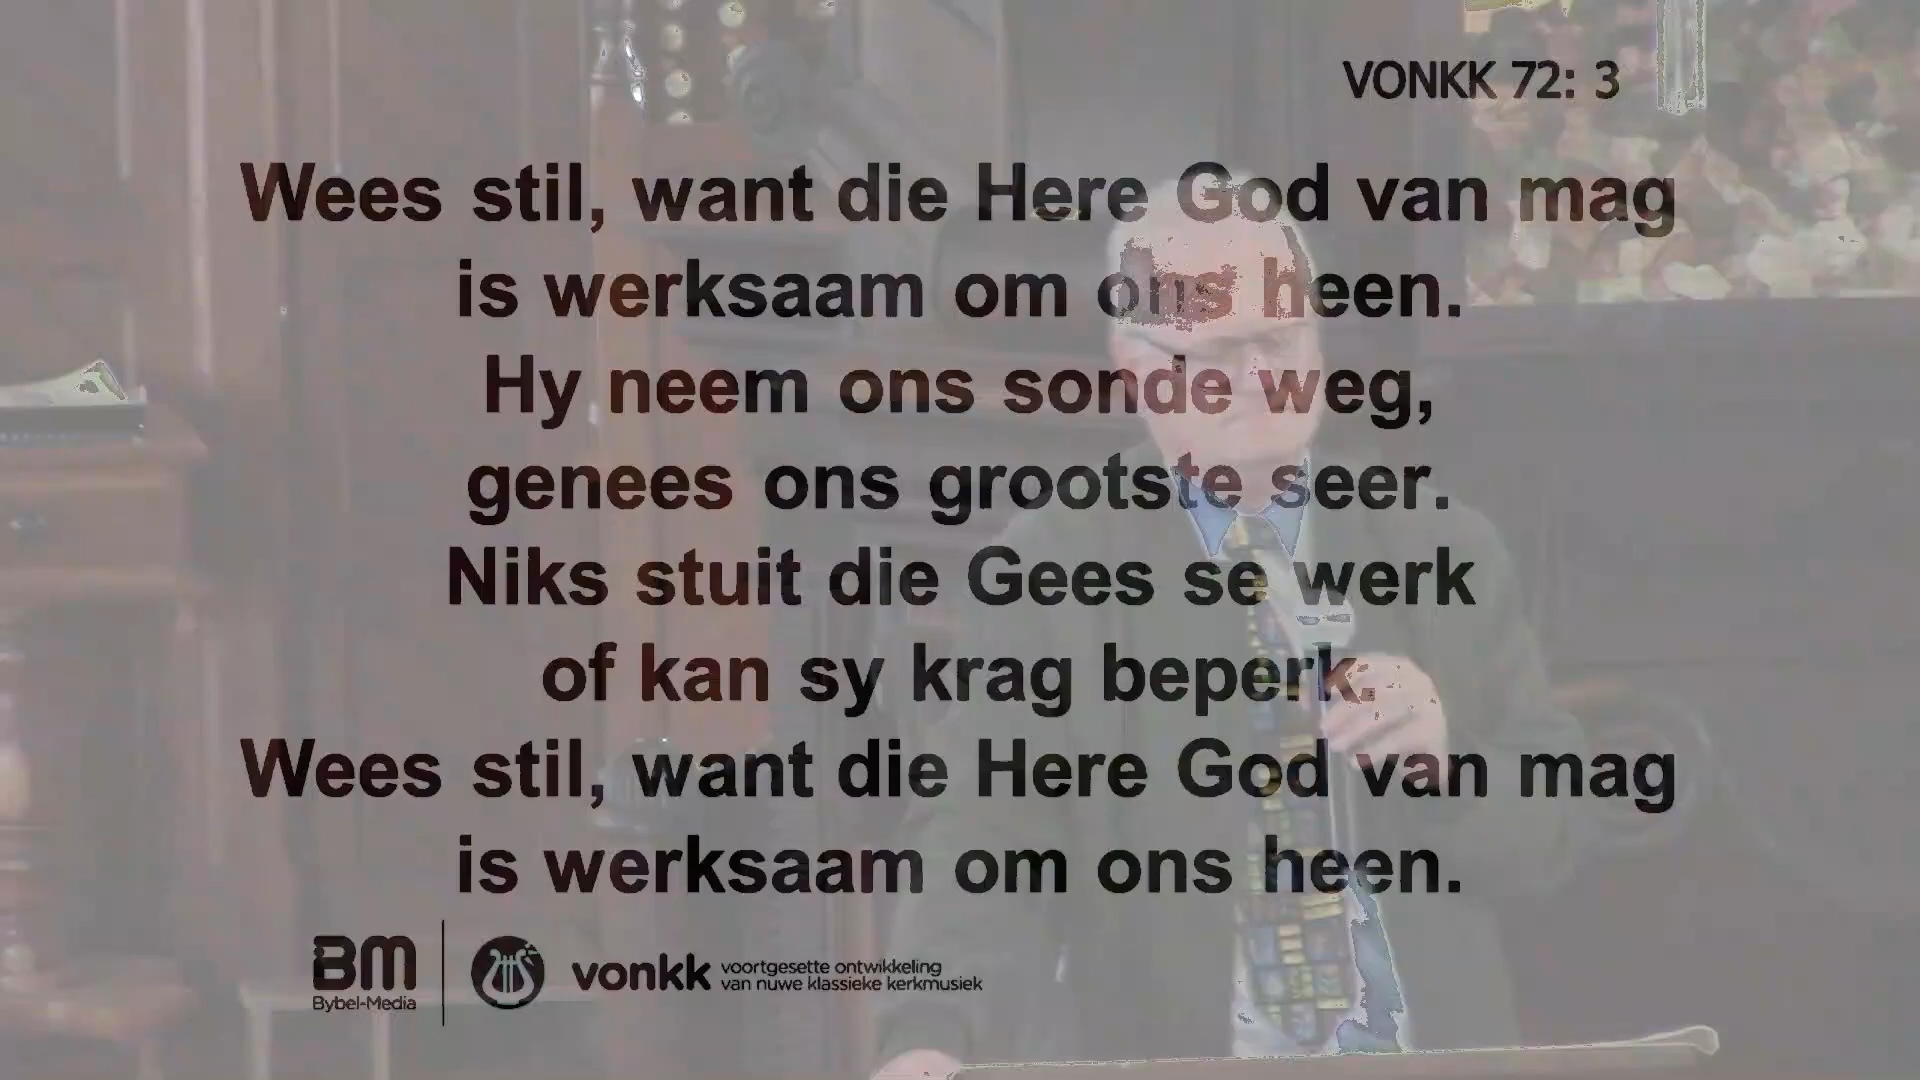 VONKK 72: 3
Wees stil, want die Here God van mag
is werksaam om ons heen.
Hy neem ons sonde weg,
genees ons grootste seer.
Niks stuit die Gees se werk
of kan sy krag beperk.
Wees stil, want die Here God van mag
is werksaam om ons heen.
BM
Bybel-Media
vonkk
voortgesette ontwikkeling
van nuwe klassieke kerkmusiek